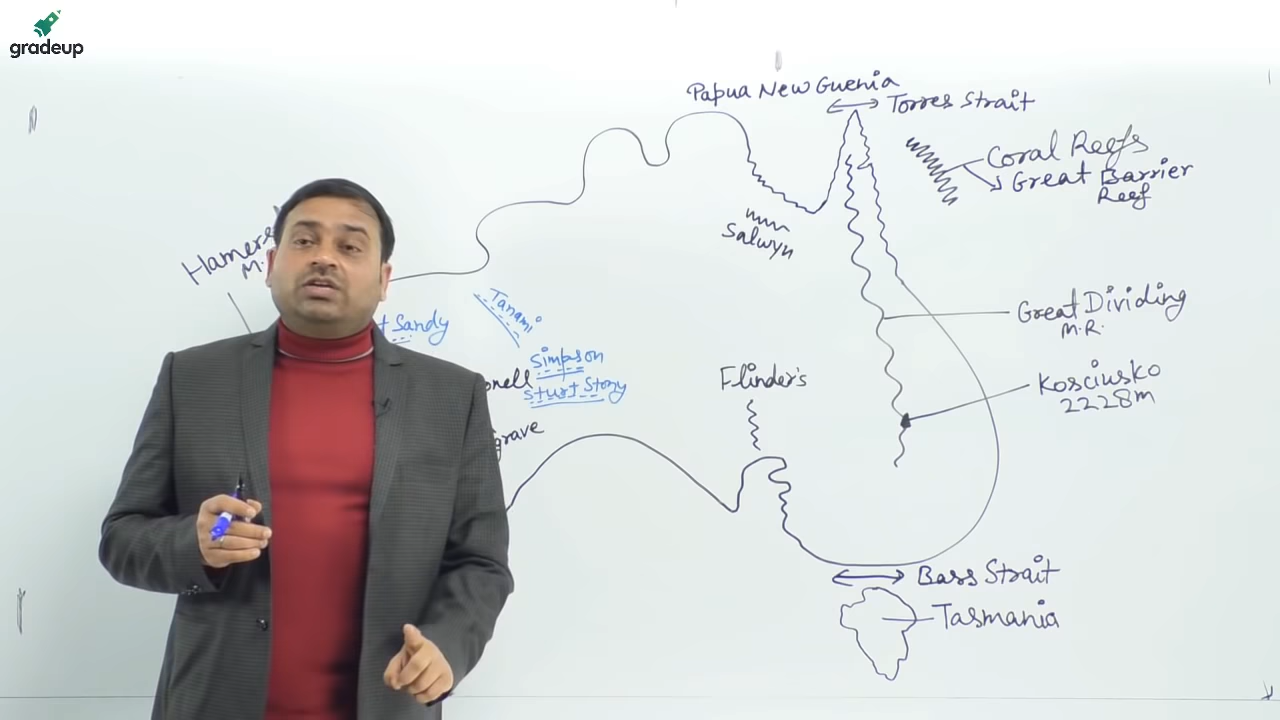 gradeup
Papua New Guenia
Torres Strait
Coral Reefs
Great Barrier
Reef
Salwyn
Hamers
M.
Sandy
Tanami
Great Dividing
M.R.
Simpson
Sturt Stony
Flinder's
Kosciusko
2228m
Bass Strait
Tasmania